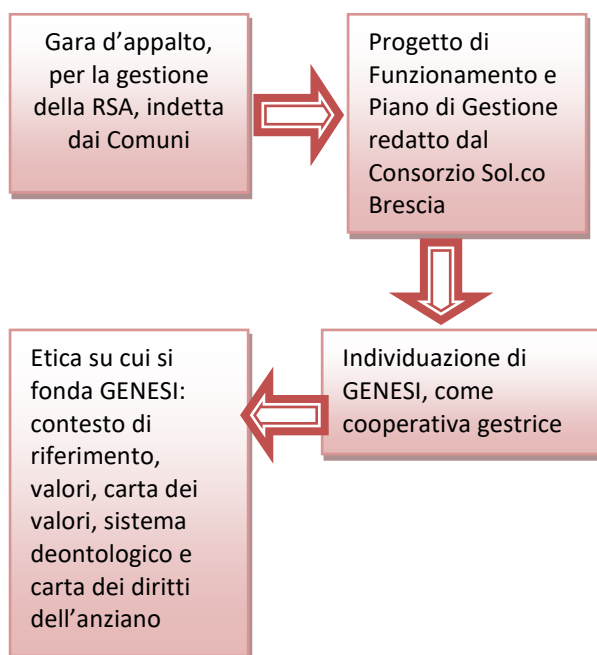 Gara d’appalto,
per la gestione
della RSA, indetta
dai Comuni
Progetto di
Funzionamento e
Piano di Gestione
redatto dal
Consorzio Sol.co
Brescia
Individuazione di
GENESI, come
cooperativa gestrice
Etica su cui si
fonda GENESI:
contesto di
riferimento,
valori, carta dei
valori, sistema
deontologico e
carta dei diritti
dell’anziano